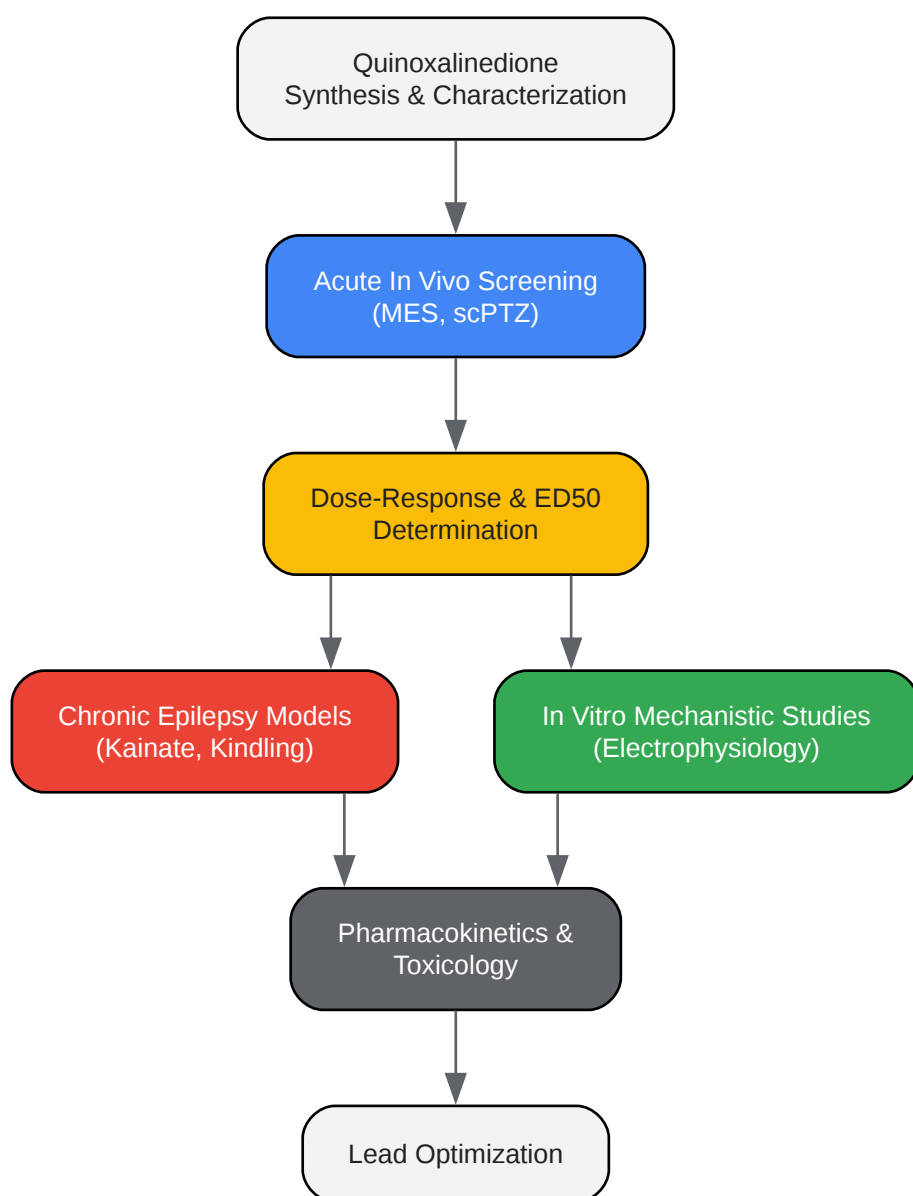 Quinoxalinedione
Synthesis & Characterization
Acute In Vivo Screening
(MES, scPTZ)
Dose-Response & ED50
Determination
Chronic Epilepsy Models
(Kainate, Kindling)
In Vitro Mechanistic Studies
(Electrophysiology)
Pharmacokinetics &
Toxicology
Lead Optimization